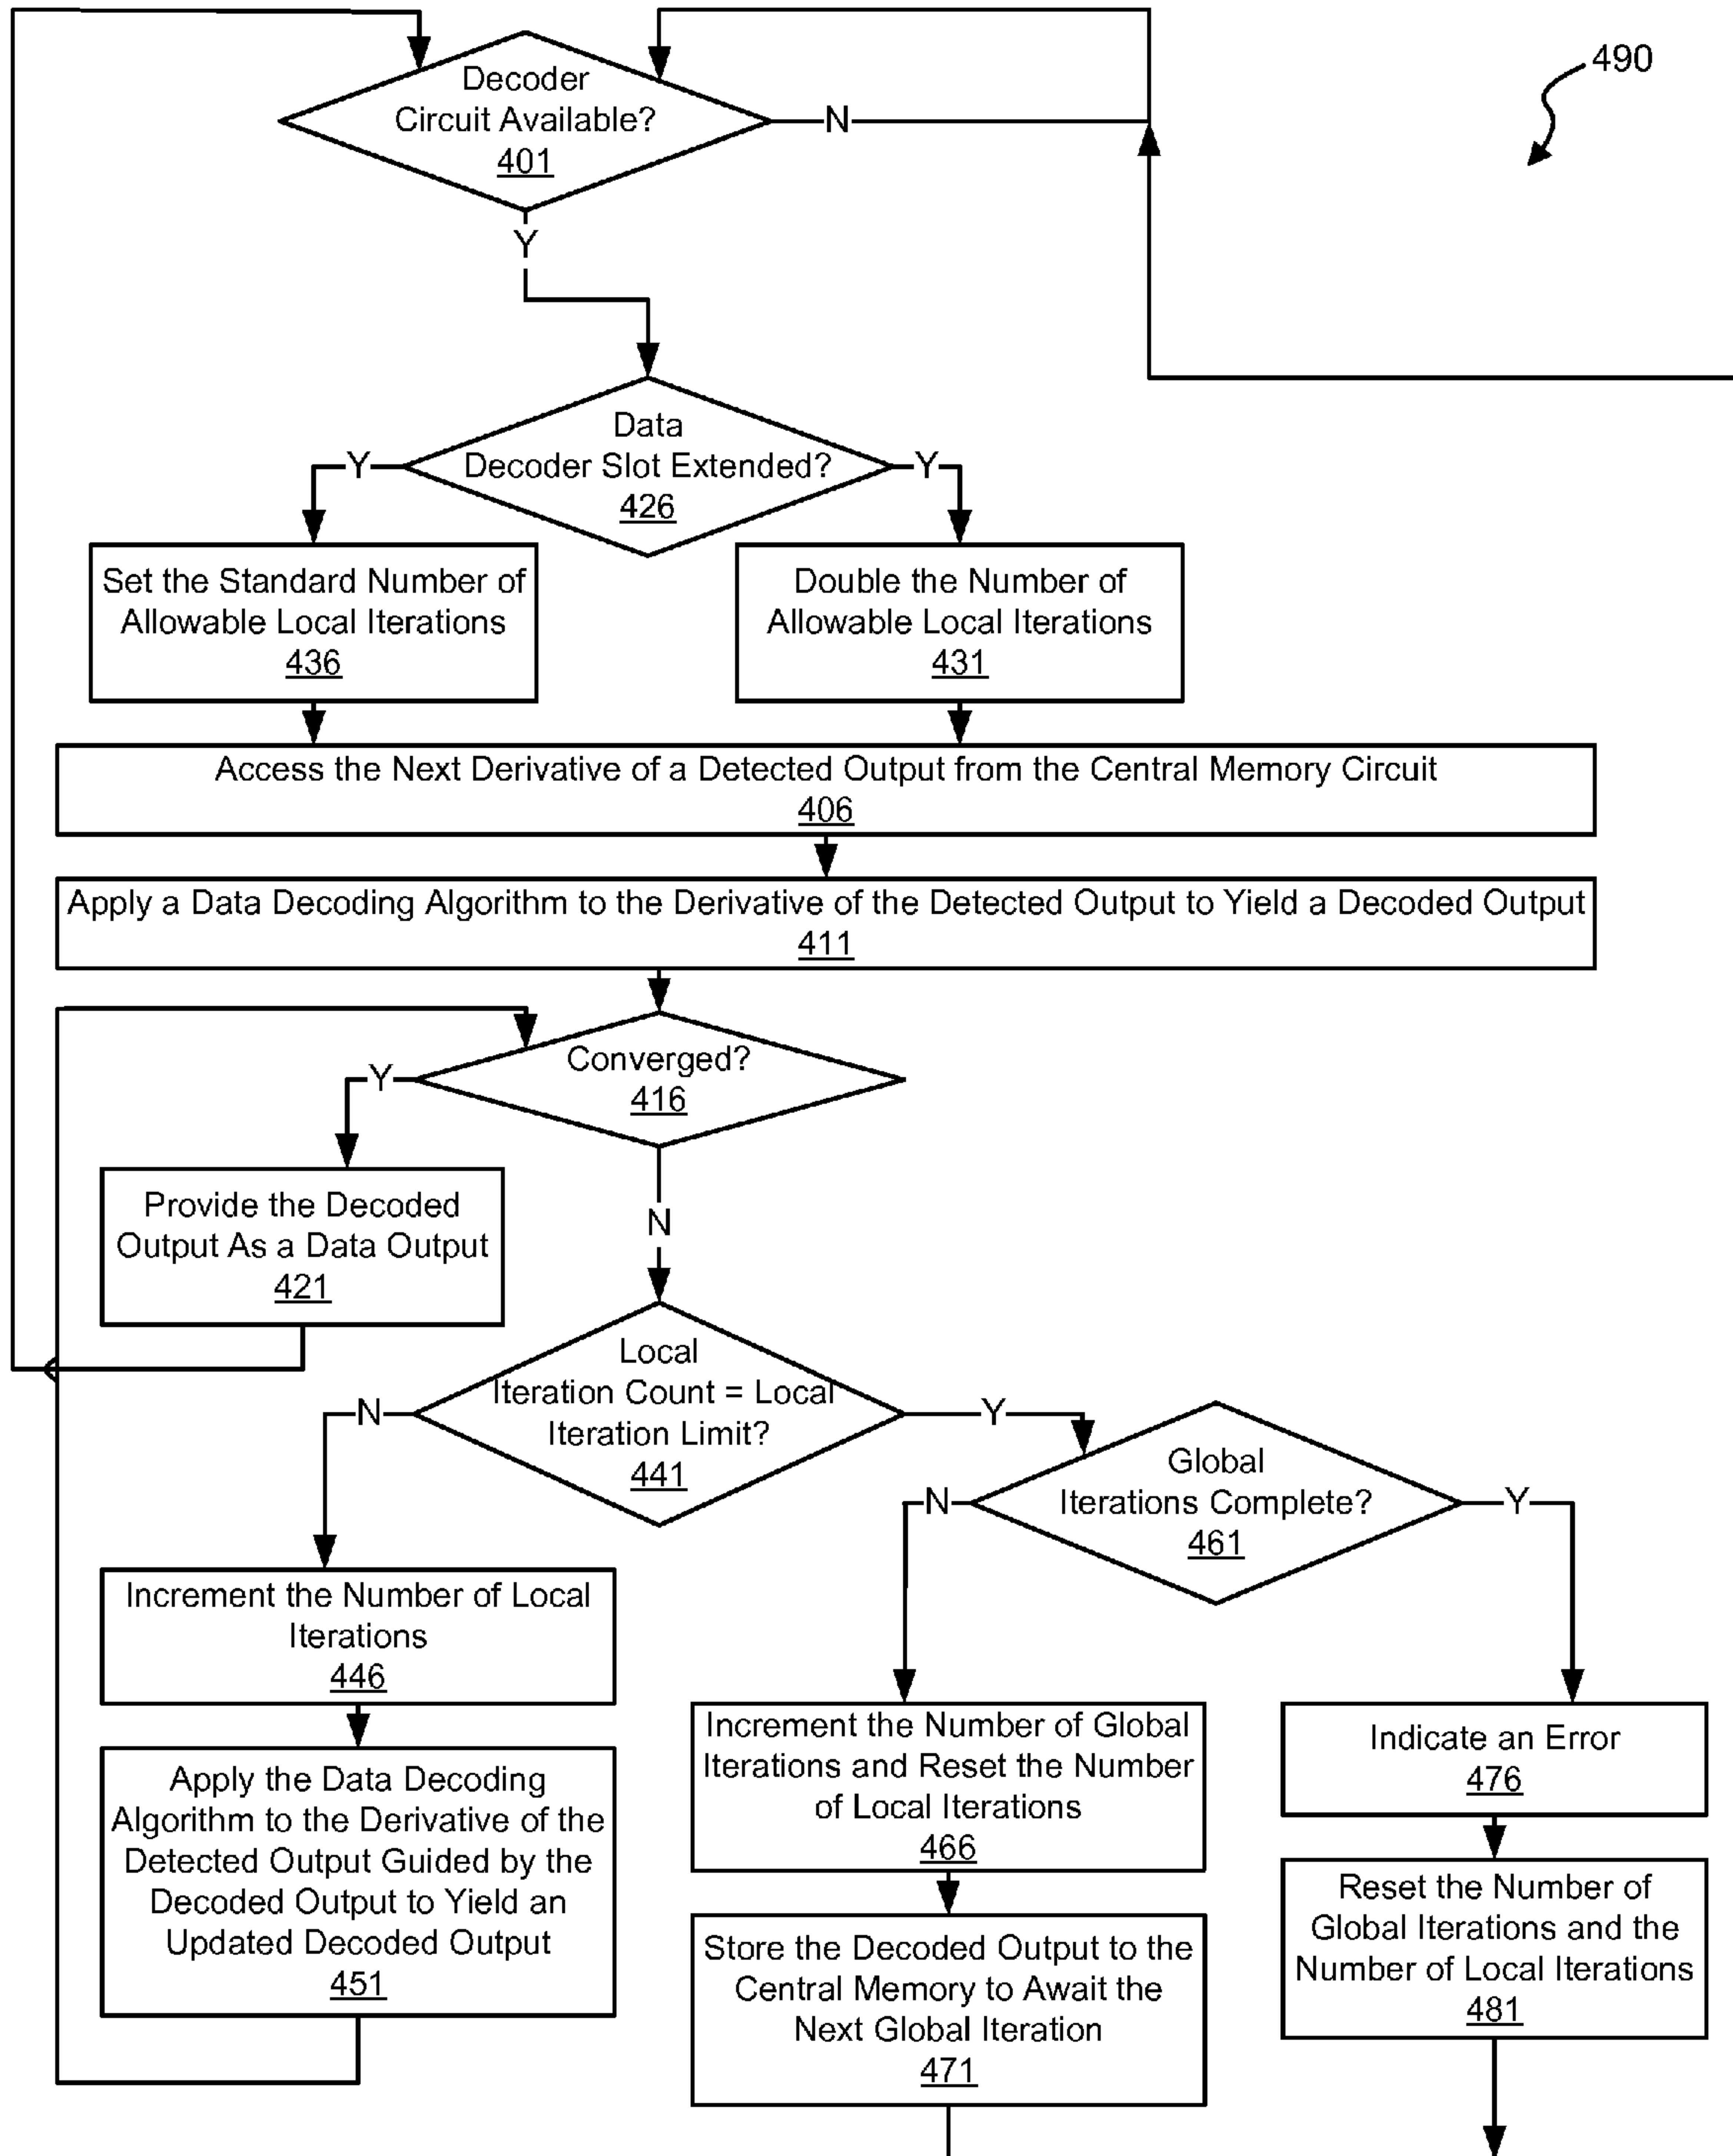 490
Decoder
Circuit Available?
401
N
Y
Data
Decoder Slot Extended?
426
Y
Y
Set the Standard Number of
Allowable Local Iterations
436
Double the Number of
Allowable Local Iterations
431
Access the Next Derivative of a Detected Output from the Central Memory Circuit
406
Apply a Data Decoding Algorithm to the Derivative of the Detected Output to Yield a Decoded Output
411
Converged?
416
Y
N
Provide the Decoded
Output As a Data Output
421
Local
Iteration Count = Local
Iteration Limit?
441
N
Y
Global
Iterations Complete?
461
N
Y
Increment the Number of Local
Iterations
446
Apply the Data Decoding
Algorithm to the Derivative of the
Detected Output Guided by the
Decoded Output to Yield an
Updated Decoded Output
451
Increment the Number of Global
Iterations and Reset the Number
of Local Iterations
466
Store the Decoded Output to the
Central Memory to Await the
Next Global Iteration
471
Indicate an Error
476
Reset the Number of
Global Iterations and the
Number of Local Iterations
481